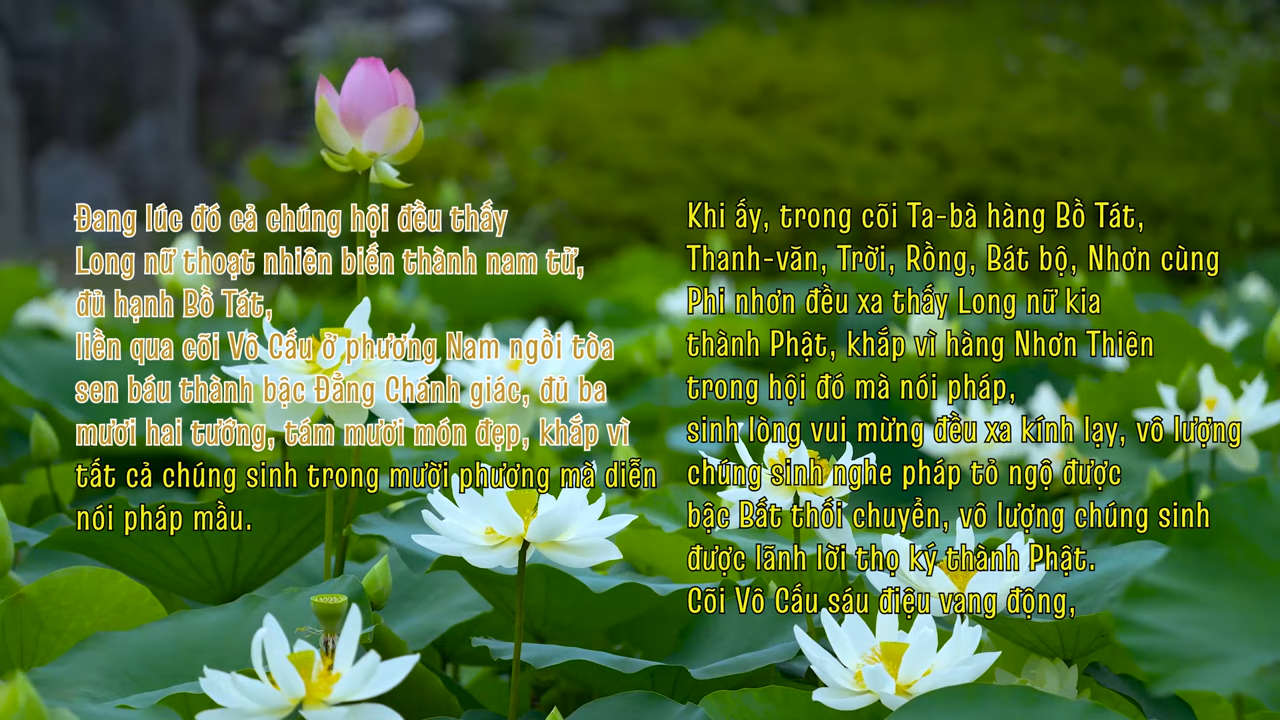 Đang lúc đó cả chúng hội đều thấy
Long nữ thoạt nhiên biến thành nam tử,
đủ hạnh Bồ Tát,
liền qua cõi Vô Cấu ở phương Nam ngồi tòa
sen báu thành bậc Đẳng Chánh giác, đủ ba
mươi hai tướng, tám mươi món đẹp, khắp vì
tất cả chúng sinh trong mười phương mà diễn
nói pháp mầu.
Khi ấy, trong cõi Ta-bà hàng Bồ Tát,
Thanh-văn, Trời, Rồng, Bát bộ, Nhơn cùng
Phi nhơn đều xa thấy Long nữ kia
thành Phật, khắp vì hàng Nhơn Thiên
trong hội đó mà nói pháp,
sinh lòng vui mừng đều xa kính lạy, vô lượng
chúng sinh nghe pháp tỏ ngộ được
bậc Bất thối chuyển, vô lượng chúng sinh
được lãnh lời thọ ký thành Phật.
Cõi Vô Cấu sáu điệu vang động,